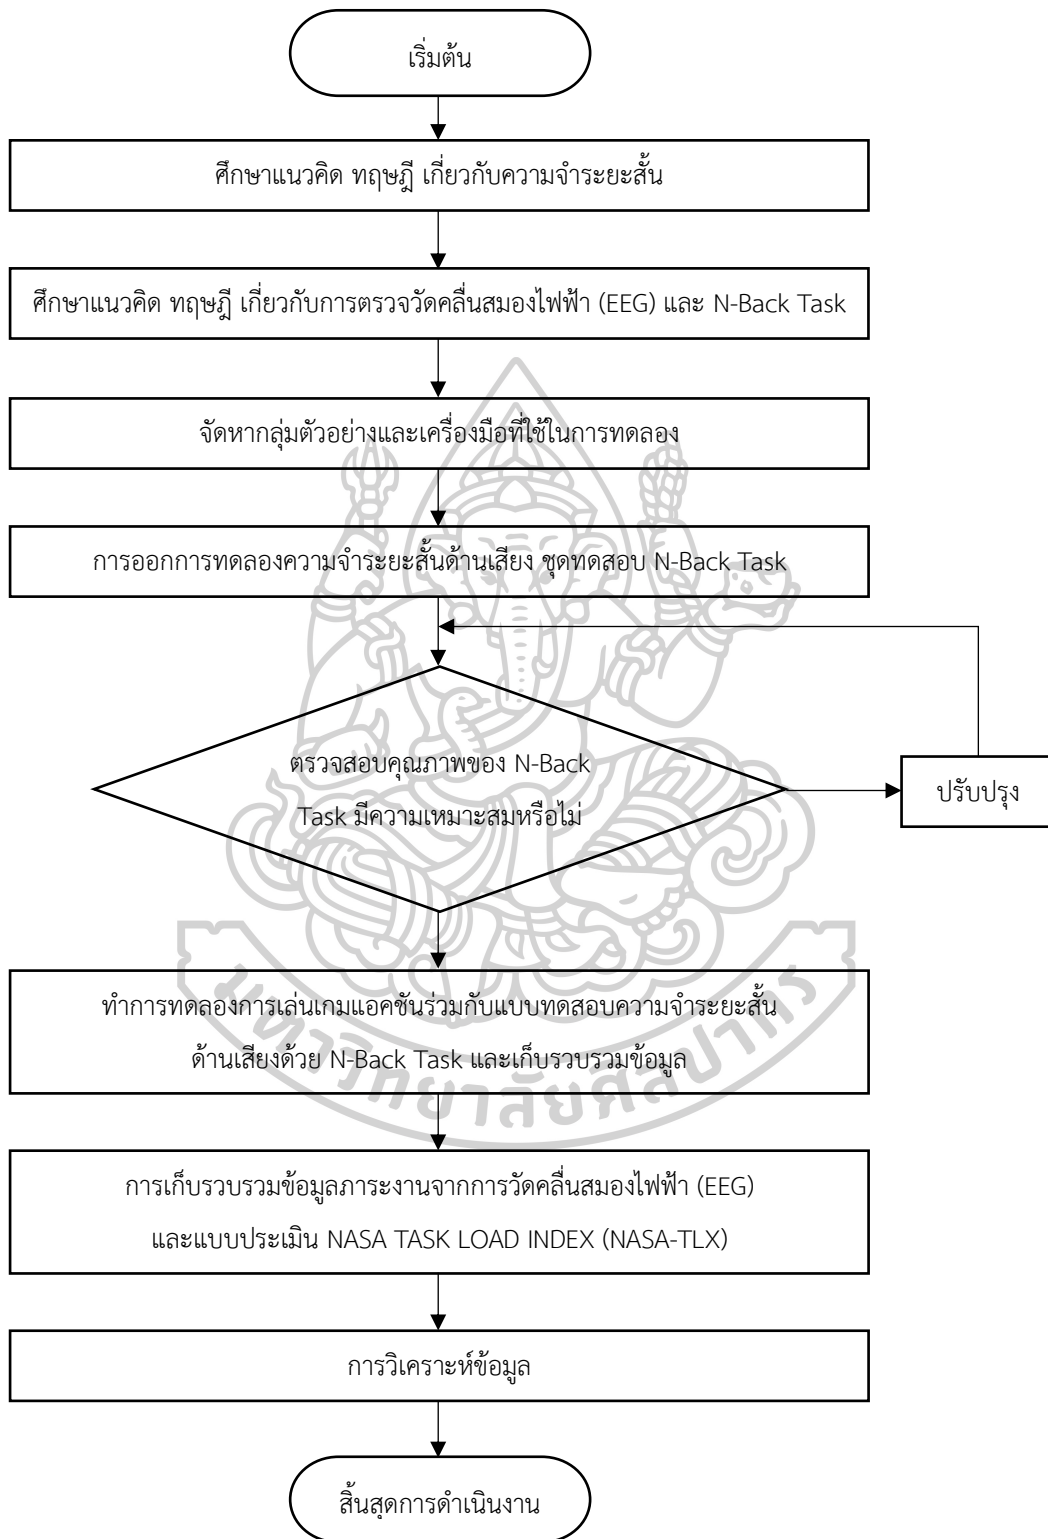 เริ่มต้น
ศึกษาแนวคิด ทฤษฎี เกี่ยวกับความจำระยะสั้น
ศึกษาแนวคิด ทฤษฎี เกี่ยวกับการตรวจวัดคลื่นสมองไฟฟ้า (EEG) และ N-Back Task
จัดหากลุ่มตัวอย่างและเครื่องมือที่ใช้ในการทดลอง
การออกการทดลองความจำระยะสั้นด้านเสียง ชุดทดสอบ N-Back Task
ตรวจสอบคุณภาพของ N-Back
Task มีความเหมาะสมหรือไม่
ปรับปรุง
ทำการทดลองการเล่นเกมแอคชันร่วมกับแบบทดสอบความจำระยะสั้น
ด้านเสียงด้วย N-Back Task และเก็บรวบรวมข้อมูล
มหาวิทยาลัยศิลปากร
การเก็บรวบรวมข้อมูลภาระงานจากการวัดคลื่นสมองไฟฟ้า (EEG)
และแบบประเมิน NASA TASK LOAD INDEX (NASA-TLX)
การวิเคราะห์ข้อมูล
สิ้นสุดการดำเนินงาน